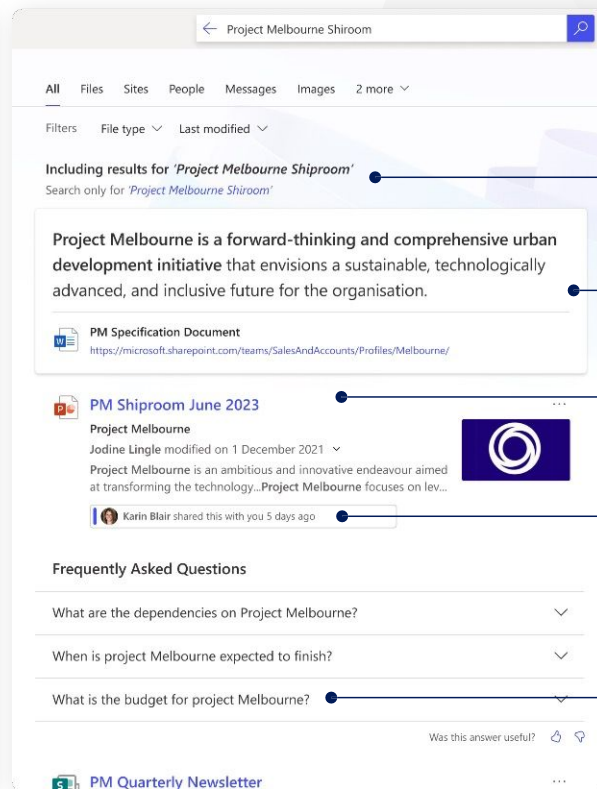 Project Melbourne Shiroom
All Files Sites People Messages Images 2 more
Filters File type Last modified
Including results for 'Project Melbourne Shiproom'
Search only for 'Project Melbourne Shiroom'
Project Melbourne is a forward-thinking and comprehensive urban
development initiative that envisions a sustainable, technologically
advanced, and inclusive future for the organisation.
PM Specification Document
https://microsoft.sharepoint.com/teams/SalesAndAccounts/Profiles/Melbourne/
PM Shiproom June 2023
...
Project Melbourne
Jodine Lingle modified on 1 December 2021
Project Melbourne is an ambitious and innovative endeavour aimed
at transforming the technology...Project Melbourne focuses on lev...
Karin Blair shared this with you 5 days ago
Frequently Asked Questions
What are the dependencies on Project Melbourne?
When is project Melbourne expected to finish?
What is the budget for project Melbourne?
Was this answer useful?
PM Quarterly Newsletter
...